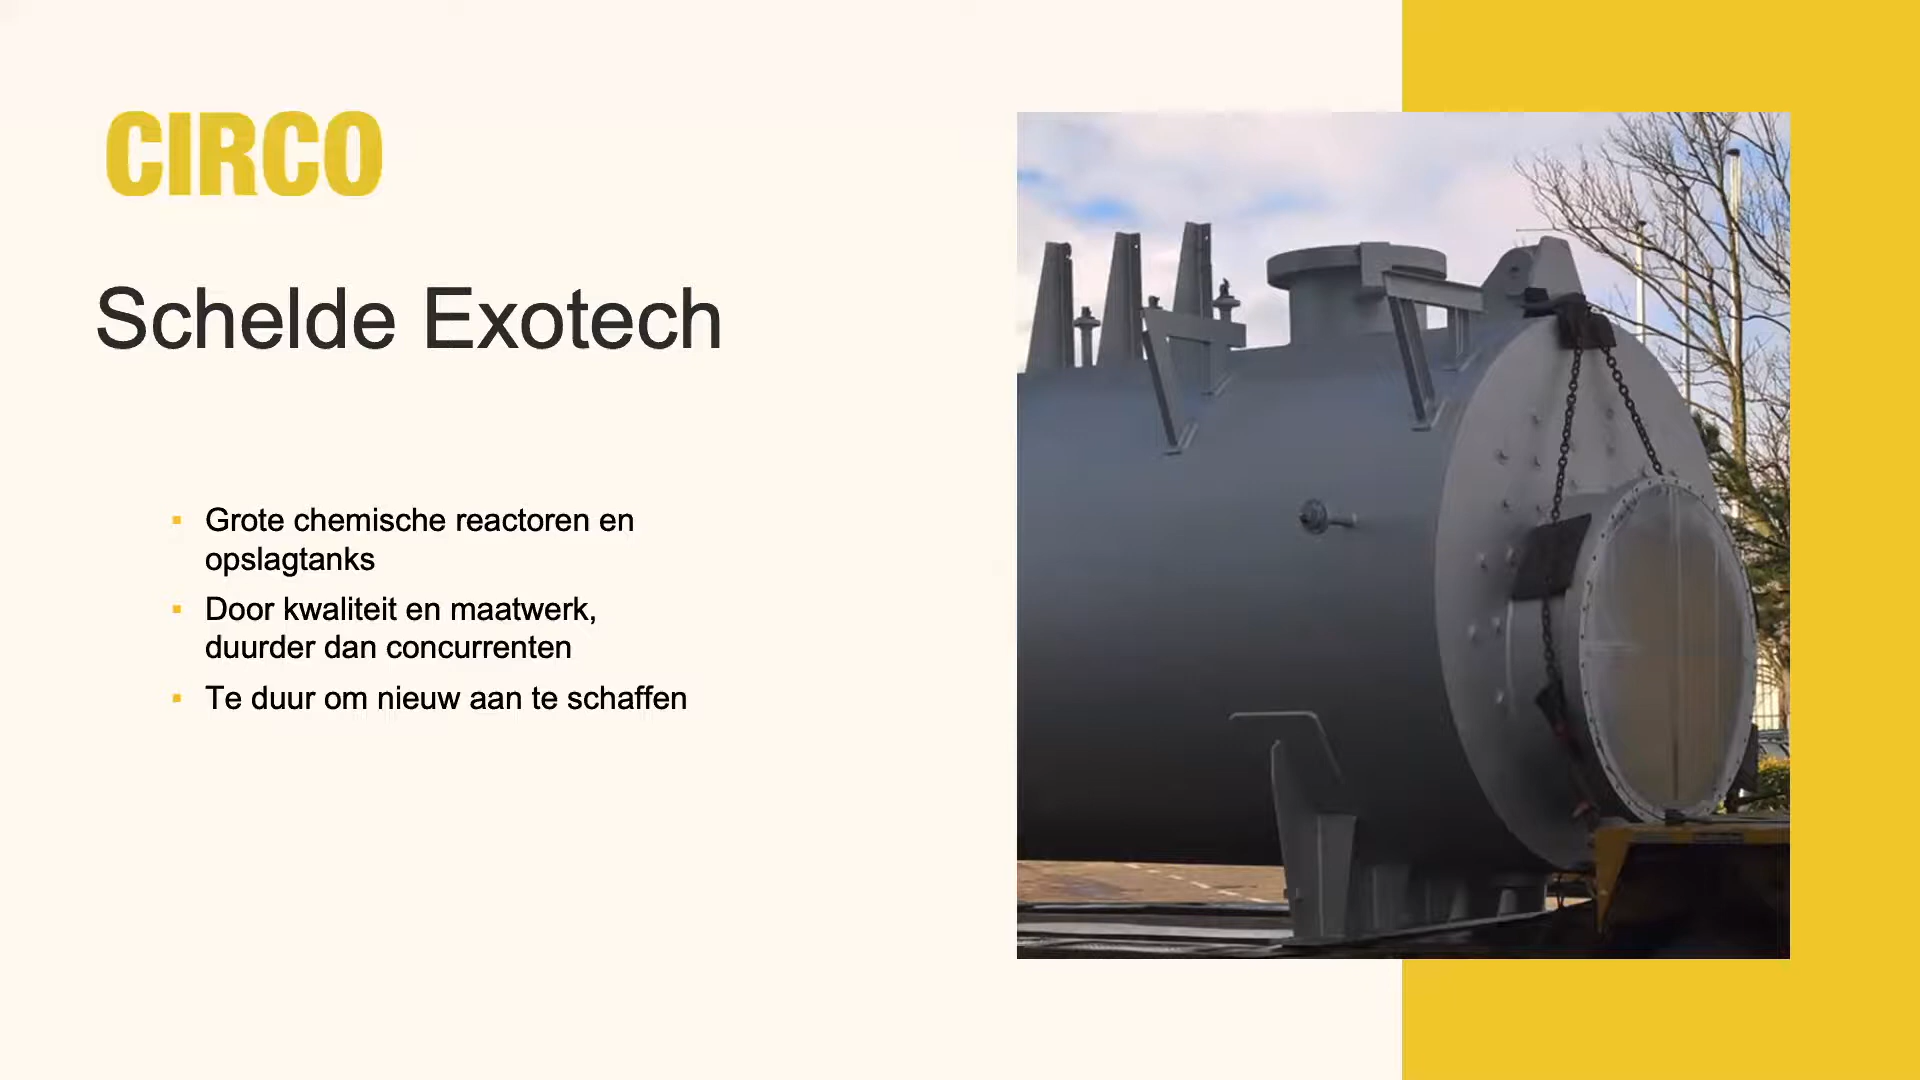 CIRCO
Schelde Exotech
▪ Grote chemische reactoren en
opslagtanks
▪ Door kwaliteit en maatwerk,
duurder dan concurrenten
▪ Te duur om nieuw aan te schaffen